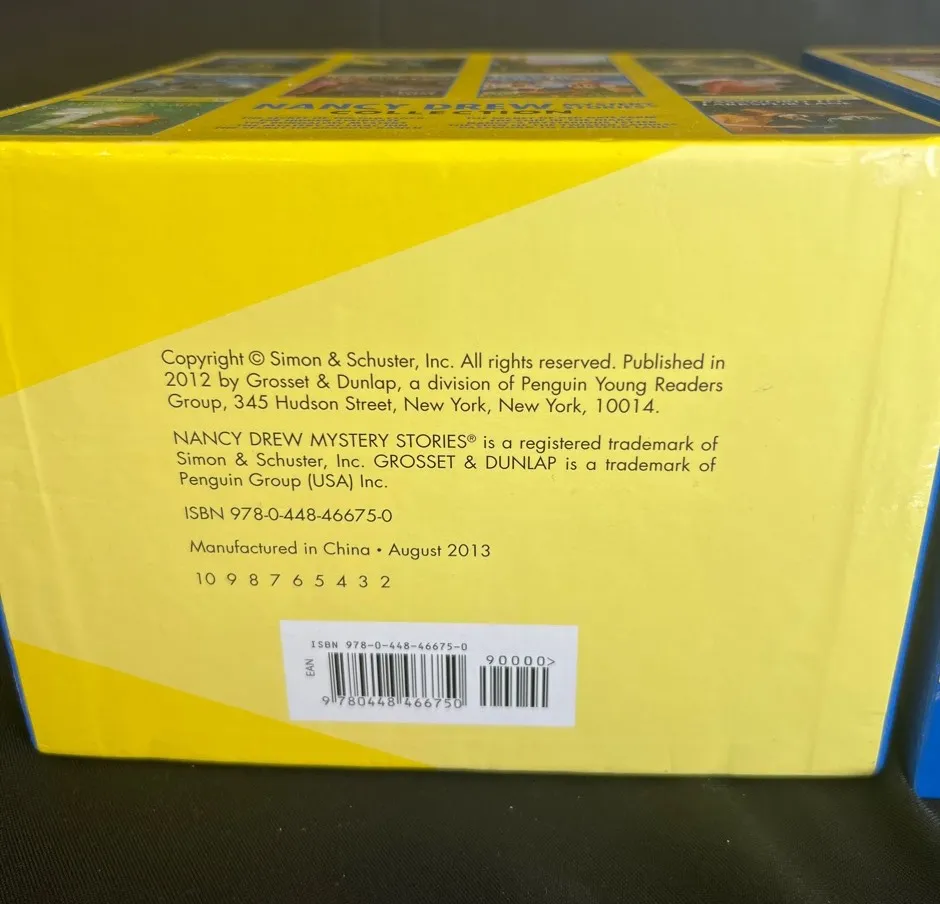 NANCY DREW MYSTERY STORIES
COLLECTION
Copyright © Simon & Schuster, Inc. All rights reserved. Published in
2012 by Grosset & Dunlap, a division of Penguin Young Readers
Group, 345 Hudson Street, New York, New York, 10014.
NANCY DREW MYSTERY STORIES® is a registered trademark of
Simon & Schuster, Inc. GROSSET & DUNLAP is a trademark of
Penguin Group (USA) Inc.
ISBN 978-0-448-46675-0
Manufactured in China • August 2013
10 9 8 7 6 5 4 3 2
ISBN 978-0-448-46675-0
90000>
EAN
9 780448 466750